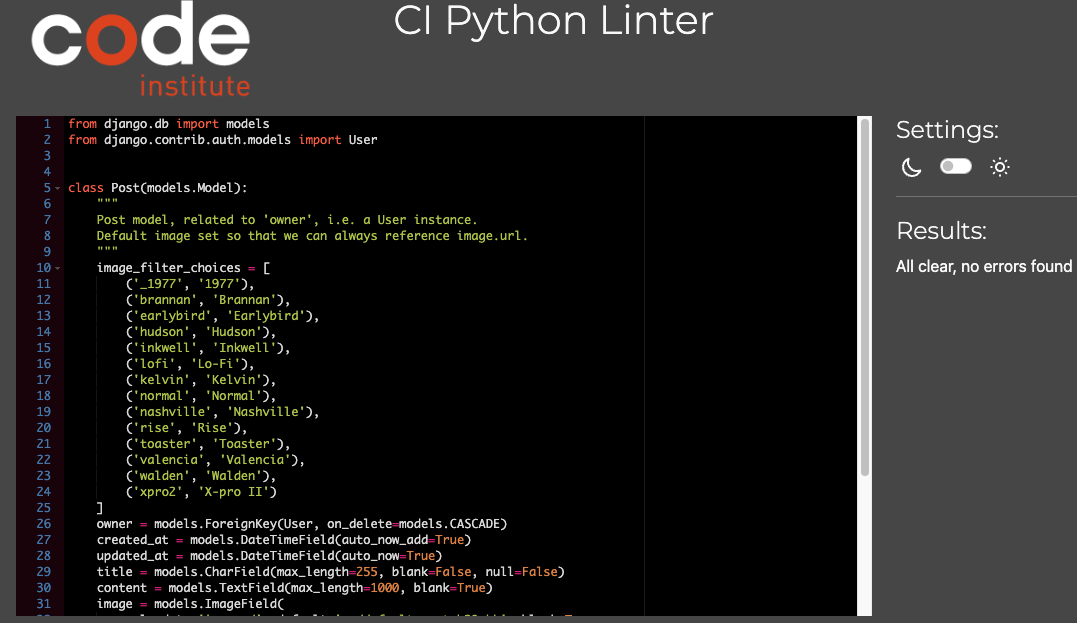 code
institute
CI Python Linter
1 from django.db import models
2 from django.contrib.auth.models import User
3
4
5 class Post(models.Model):
6     """
7     Post model, related to 'owner', i.e. a User instance.
8     Default image set so that we can always reference image.url.
9     """
10     image_filter_choices = [
11         ('_1977', '1977'),
12         ('brannan', 'Brannan'),
13         ('earlybird', 'Earlybird'),
14         ('hudson', 'Hudson'),
15         ('inkwell', 'Inkwell'),
16         ('lofi', 'Lo-Fi'),
17         ('kelvin', 'Kelvin'),
18         ('normal', 'Normal'),
19         ('nashville', 'Nashville'),
20         ('rise', 'Rise'),
21         ('toaster', 'Toaster'),
22         ('valencia', 'Valencia'),
23         ('walden', 'Walden'),
24         ('xpro2', 'X-pro II')
25     ]
26     owner = models.ForeignKey(User, on_delete=models.CASCADE)
27     created_at = models.DateTimeField(auto_now_add=True)
28     updated_at = models.DateTimeField(auto_now=True)
29     title = models.CharField(max_length=255, blank=False, null=False)
30     content = models.TextField(max_length=1000, blank=True)
31     image = models.ImageField(
Settings:
Results:
All clear, no errors found